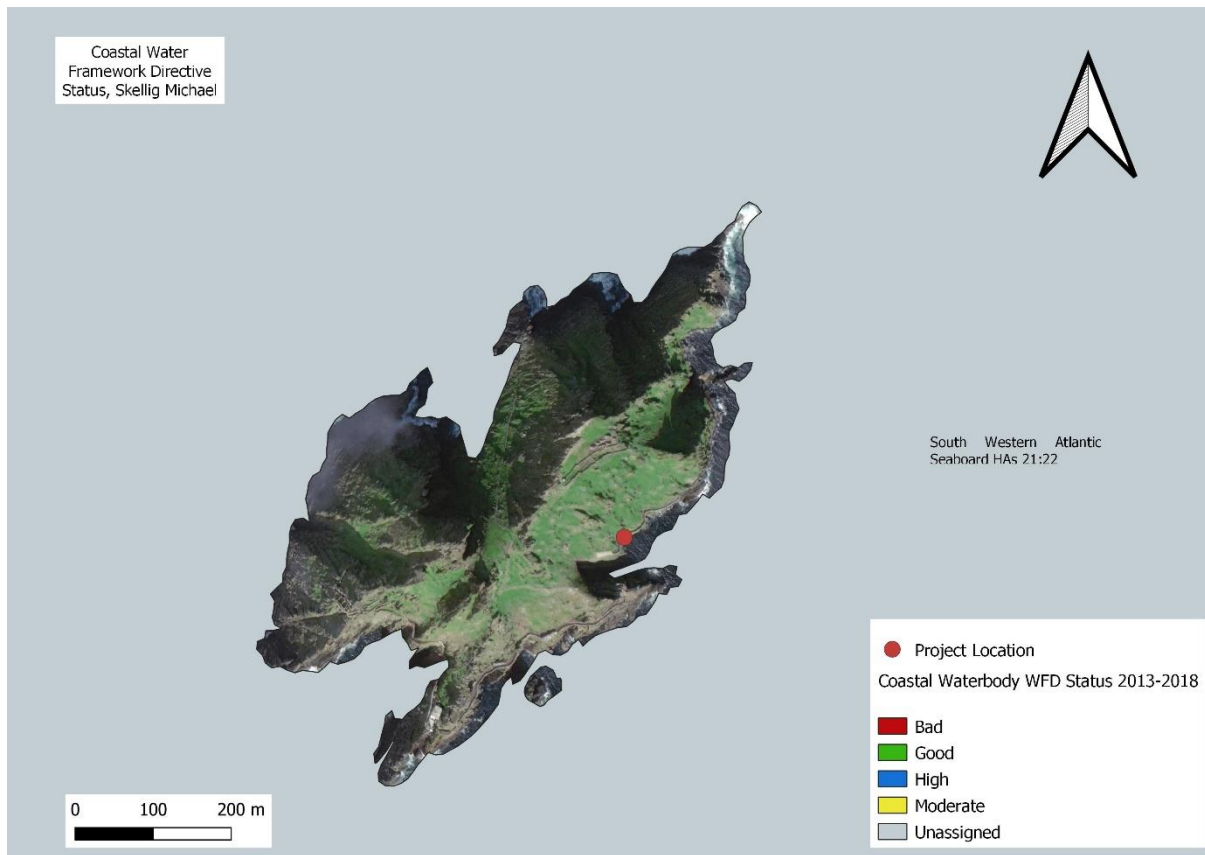 Coastal Water
Framework Directive
Status, Skellig Michael
South Western Atlantic
Seaboard HAs 21:22
Project Location
Coastal Waterbody WFD Status 2013-2018
Bad
Good
High
Moderate
Unassigned
0 100 200 m